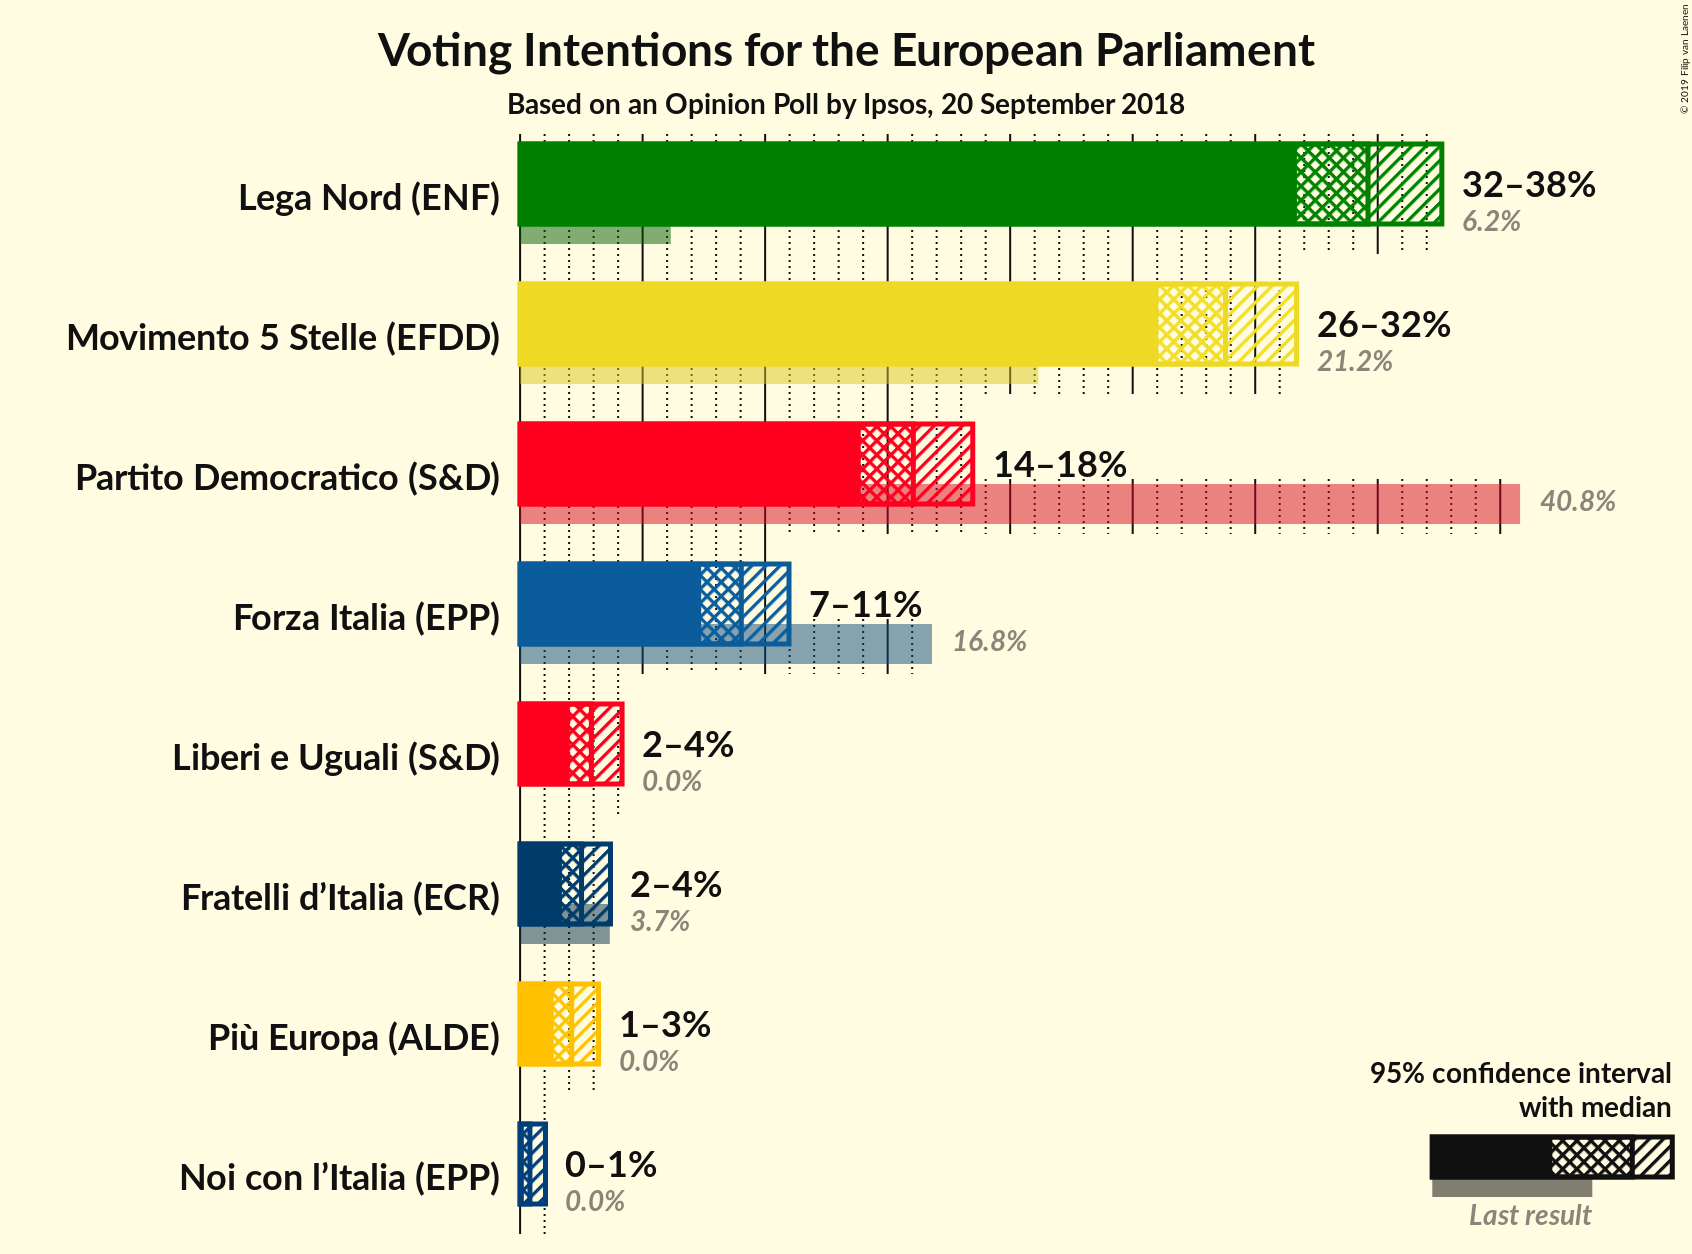 Voting Intentions for the European Parliament
Based on an Opinion Poll by Ipsos, 20 September 2018
© 2019 Filip van Laenen
Lega Nord (ENF)
32–38%
6.2%
Movimento 5 Stelle (EFDD)
26–32%
21.2%
Partito Democratico (S&D)
14–18%
40.8%
Forza Italia (EPP)
7–11%
16.8%
Liberi e Uguali (S&D)
2–4%
0.0%
Fratelli d’Italia (ECR)
2–4%
3.7%
Più Europa (ALDE)
1–3%
0.0%
Noi con l’Italia (EPP)
0–1%
0.0%
95% confidence interval
with median
Last result